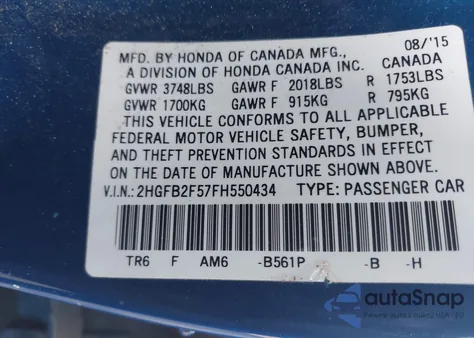 08/'15
MFD. BY HONDA OF CANADA MFG.,
A DIVISION OF HONDA CANADA INC. CANADA
GVWR 3748LBS GAWR F 2018LBS R 1753LBS
GVWR 1700KG GAWR F 915KG R 795KG
THIS VEHICLE CONFORMS TO ALL APPLICABLE
FEDERAL MOTOR VEHICLE SAFETY, BUMPER,
AND THEFT PREVENTION STANDARDS IN EFFECT
ON THE DATE OF MANUFACTURE SHOWN ABOVE.
V.I.N.: 2HGFB2F57FH550434 TYPE: PASSENGER CAR
TR6 F AM6 -B561P -B -H
autoSnap